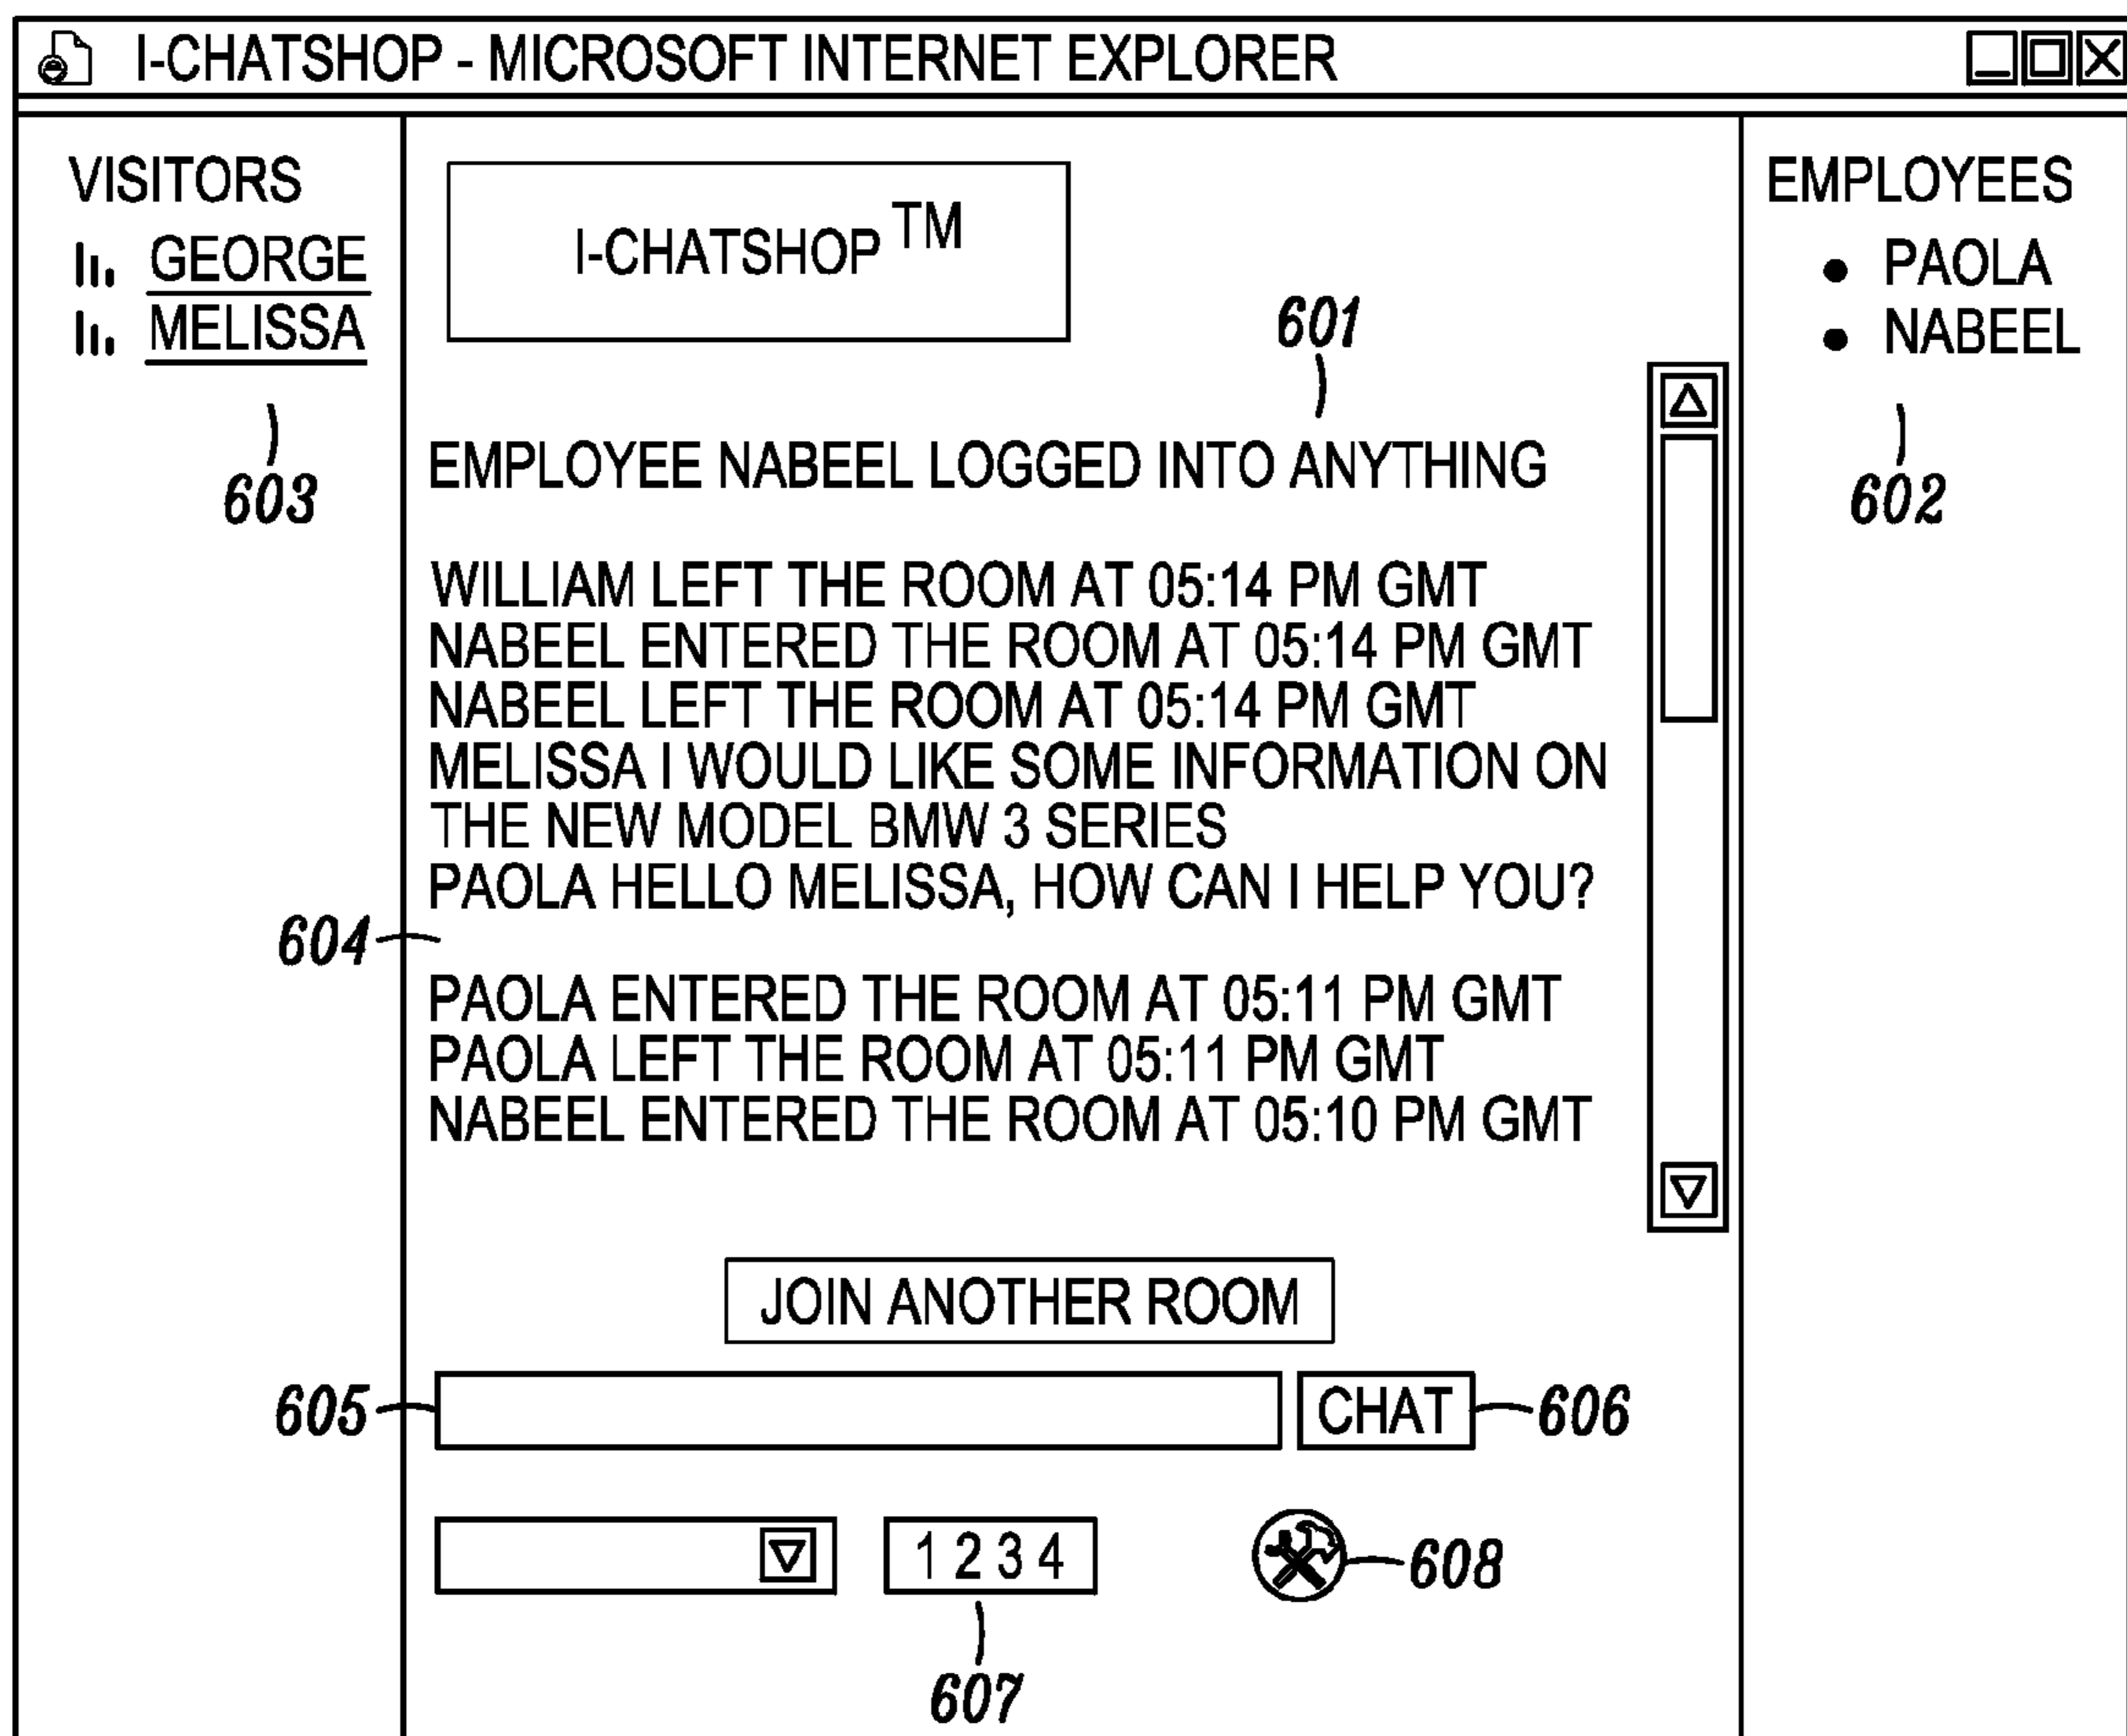 I-CHATSHOP - MICROSOFT INTERNET EXPLORER
VISITORS
GEORGE
MELISSA
603
I-CHATSHOP™
601
EMPLOYEE NABEEL LOGGED INTO ANYTHING
WILLIAM LEFT THE ROOM AT 05:14 PM GMT
NABEEL ENTERED THE ROOM AT 05:14 PM GMT
NABEEL LEFT THE ROOM AT 05:14 PM GMT
MELISSA I WOULD LIKE SOME INFORMATION ON
THE NEW MODEL BMW 3 SERIES
PAOLA HELLO MELISSA, HOW CAN I HELP YOU?
604
PAOLA ENTERED THE ROOM AT 05:11 PM GMT
PAOLA LEFT THE ROOM AT 05:11 PM GMT
NABEEL ENTERED THE ROOM AT 05:10 PM GMT
JOIN ANOTHER ROOM
605
CHAT
606
1 2 3 4
607
608
EMPLOYEES
• PAOLA
• NABEEL
602